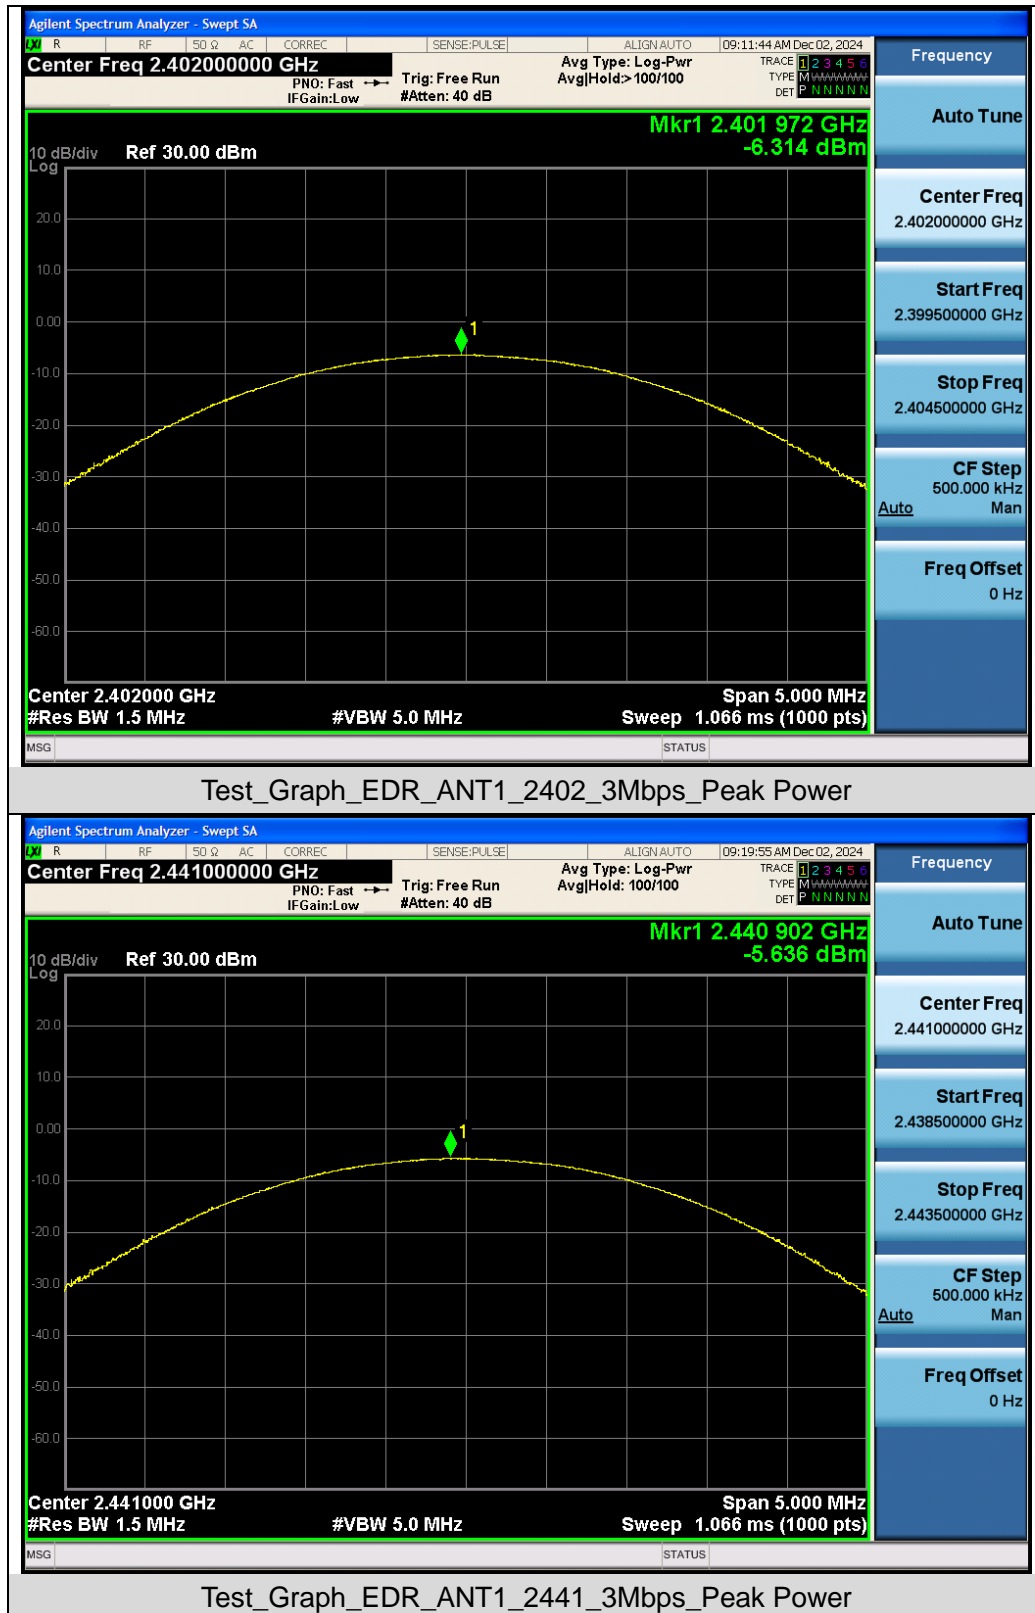 Agilent Spectrum Analyzer - Swept SA
LXI R RF 50 Ω AC CORREC SENSE:PULSE ALIGN AUTO 09:11:44 AM Dec 02, 2024
Center Freq 2.402000000 GHz
PNO: Fast
IFGain:Low
Trig: Free Run
#Atten: 40 dB
Avg Type: Log-Pwr
Avg|Hold:>100/100
TRACE 1 2 3 4 5 6
TYPE M
DET P N N N N N
Mkr1 2.401 972 GHz
-6.314 dBm
10 dB/div Ref 30.00 dBm
Log
20.0
10.0
0.00
-10.0
-20.0
-30.0
-40.0
-50.0
-60.0
1
Center 2.402000 GHz Span 5.000 MHz
#Res BW 1.5 MHz #VBW 5.0 MHz Sweep 1.066 ms (1000 pts)
MSG STATUS
Frequency
Auto Tune
Center Freq
2.402000000 GHz
Start Freq
2.399500000 GHz
Stop Freq
2.404500000 GHz
CF Step
500.000 kHz
Auto Man
Freq Offset
0 Hz
Test_Graph_EDR_ANT1_2402_3Mbps_Peak Power
Agilent Spectrum Analyzer - Swept SA
LXI R RF 50 Ω AC CORREC SENSE:PULSE ALIGN AUTO 09:19:55 AM Dec 02, 2024
Center Freq 2.441000000 GHz
PNO: Fast
IFGain:Low
Trig: Free Run
#Atten: 40 dB
Avg Type: Log-Pwr
Avg|Hold: 100/100
TRACE 1 2 3 4 5 6
TYPE M
DET P N N N N N
Mkr1 2.440 902 GHz
-5.636 dBm
10 dB/div Ref 30.00 dBm
Log
20.0
10.0
0.00
-10.0
-20.0
-30.0
-40.0
-50.0
-60.0
1
Center 2.441000 GHz Span 5.000 MHz
#Res BW 1.5 MHz #VBW 5.0 MHz Sweep 1.066 ms (1000 pts)
MSG STATUS
Frequency
Auto Tune
Center Freq
2.441000000 GHz
Start Freq
2.438500000 GHz
Stop Freq
2.443500000 GHz
CF Step
500.000 kHz
Auto Man
Freq Offset
0 Hz
Test_Graph_EDR_ANT1_2441_3Mbps_Peak Power